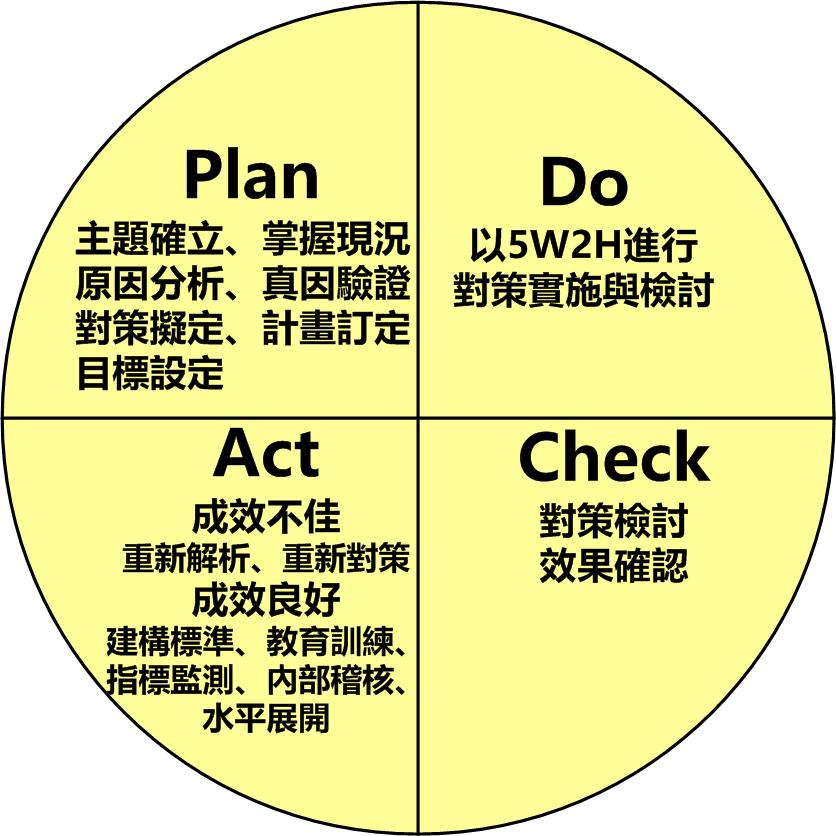 Plan
主題確立、掌握現況
原因分析、真因驗證
對策擬定、計畫訂定
目標設定
Do
以5W2H進行
對策實施與檢討
Act
成效不佳
重新解析、重新對策
成效良好
建構標準、教育訓練、
指標監測、內部稽核、
水平展開
Check
對策檢討
效果確認